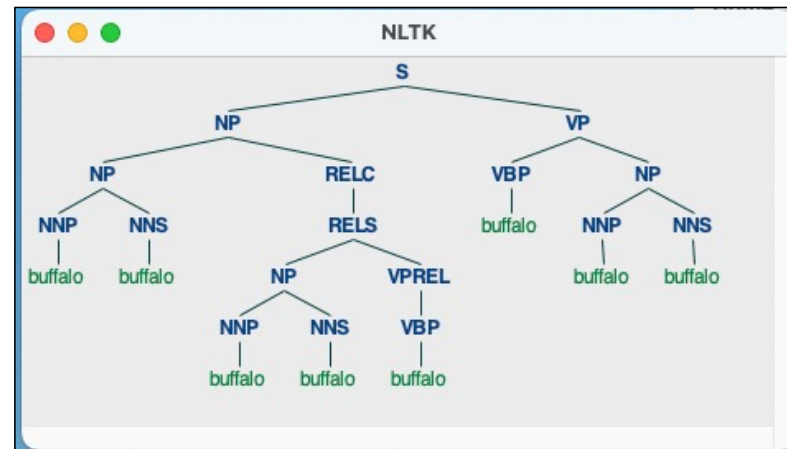 NLTK
S
NP VP
NP RELC VBP NP
NNP NNS RELS buffalo NNP NNS
buffalo buffalo NP VPREL buffalo buffalo
NNP NNS VBP
buffalo buffalo buffalo